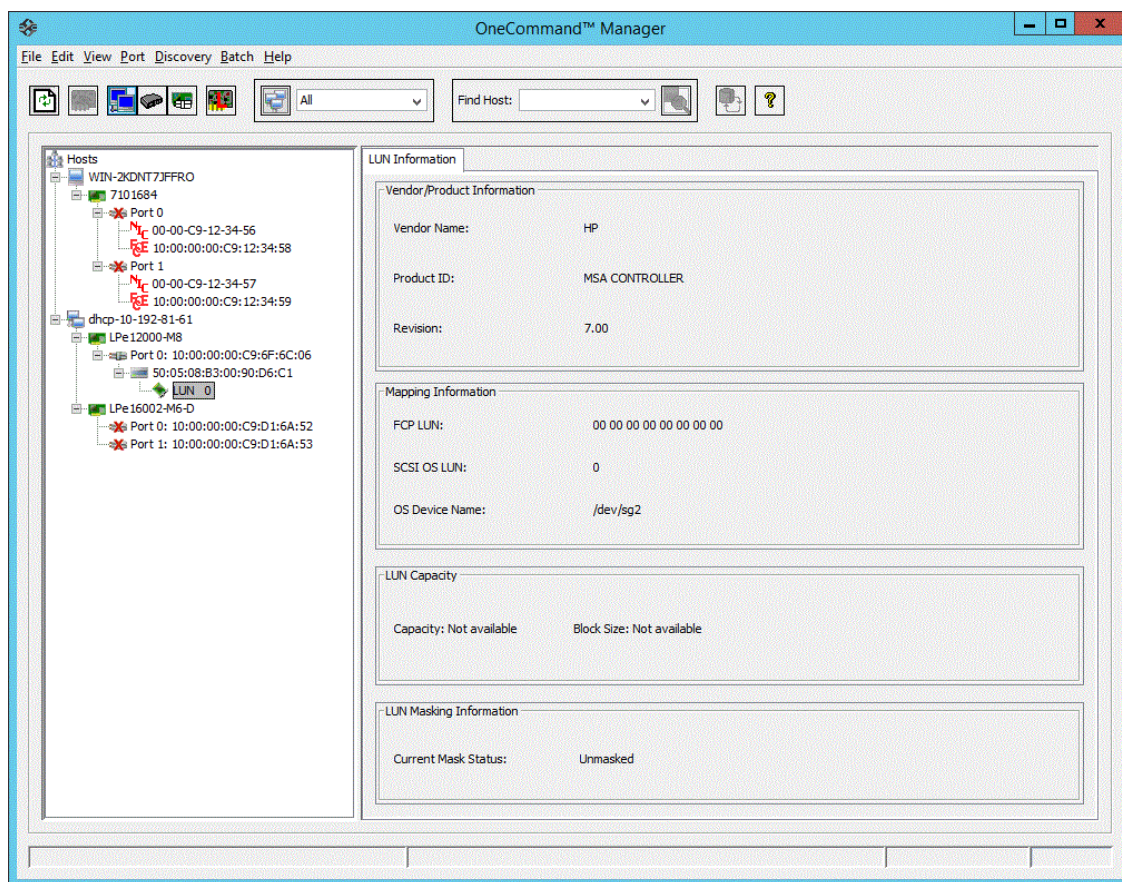 OneCommand™ Manager
File Edit View Port Discovery Batch Help
All
Find Host:
Hosts
WIN-2KDNT7JFFRO
7101684
Port 0
NIC 00-00-C9-12-34-56
FCoE 10:00:00:00:C9:12:34:58
Port 1
NIC 00-00-C9-12-34-57
FCoE 10:00:00:00:C9:12:34:59
dhcp-10-192-81-61
LPe12000-M8
Port 0: 10:00:00:00:C9:6F:6C:06
50:05:08:B3:00:90:D6:C1
LUN 0
LPe16002-M6-D
Port 0: 10:00:00:00:C9:D1:6A:52
Port 1: 10:00:00:00:C9:D1:6A:53
LUN Information
Vendor/Product Information
Vendor Name: HP
Product ID: MSA CONTROLLER
Revision: 7.00
Mapping Information
FCP LUN: 00 00 00 00 00 00 00 00
SCSI OS LUN: 0
OS Device Name: /dev/sg2
LUN Capacity
Capacity: Not available Block Size: Not available
LUN Masking Information
Current Mask Status: Unmasked